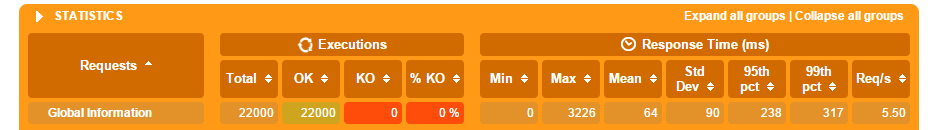 STATISTICS Expand all groups | Collapse all groups
Requests Executions Response Time (ms)
Total OK KO % KO Min Max Mean Std Dev 95th pct 99th pct Req/s
Global Information 22000 22000 0 0 % 0 3226 64 90 238 317 5.50